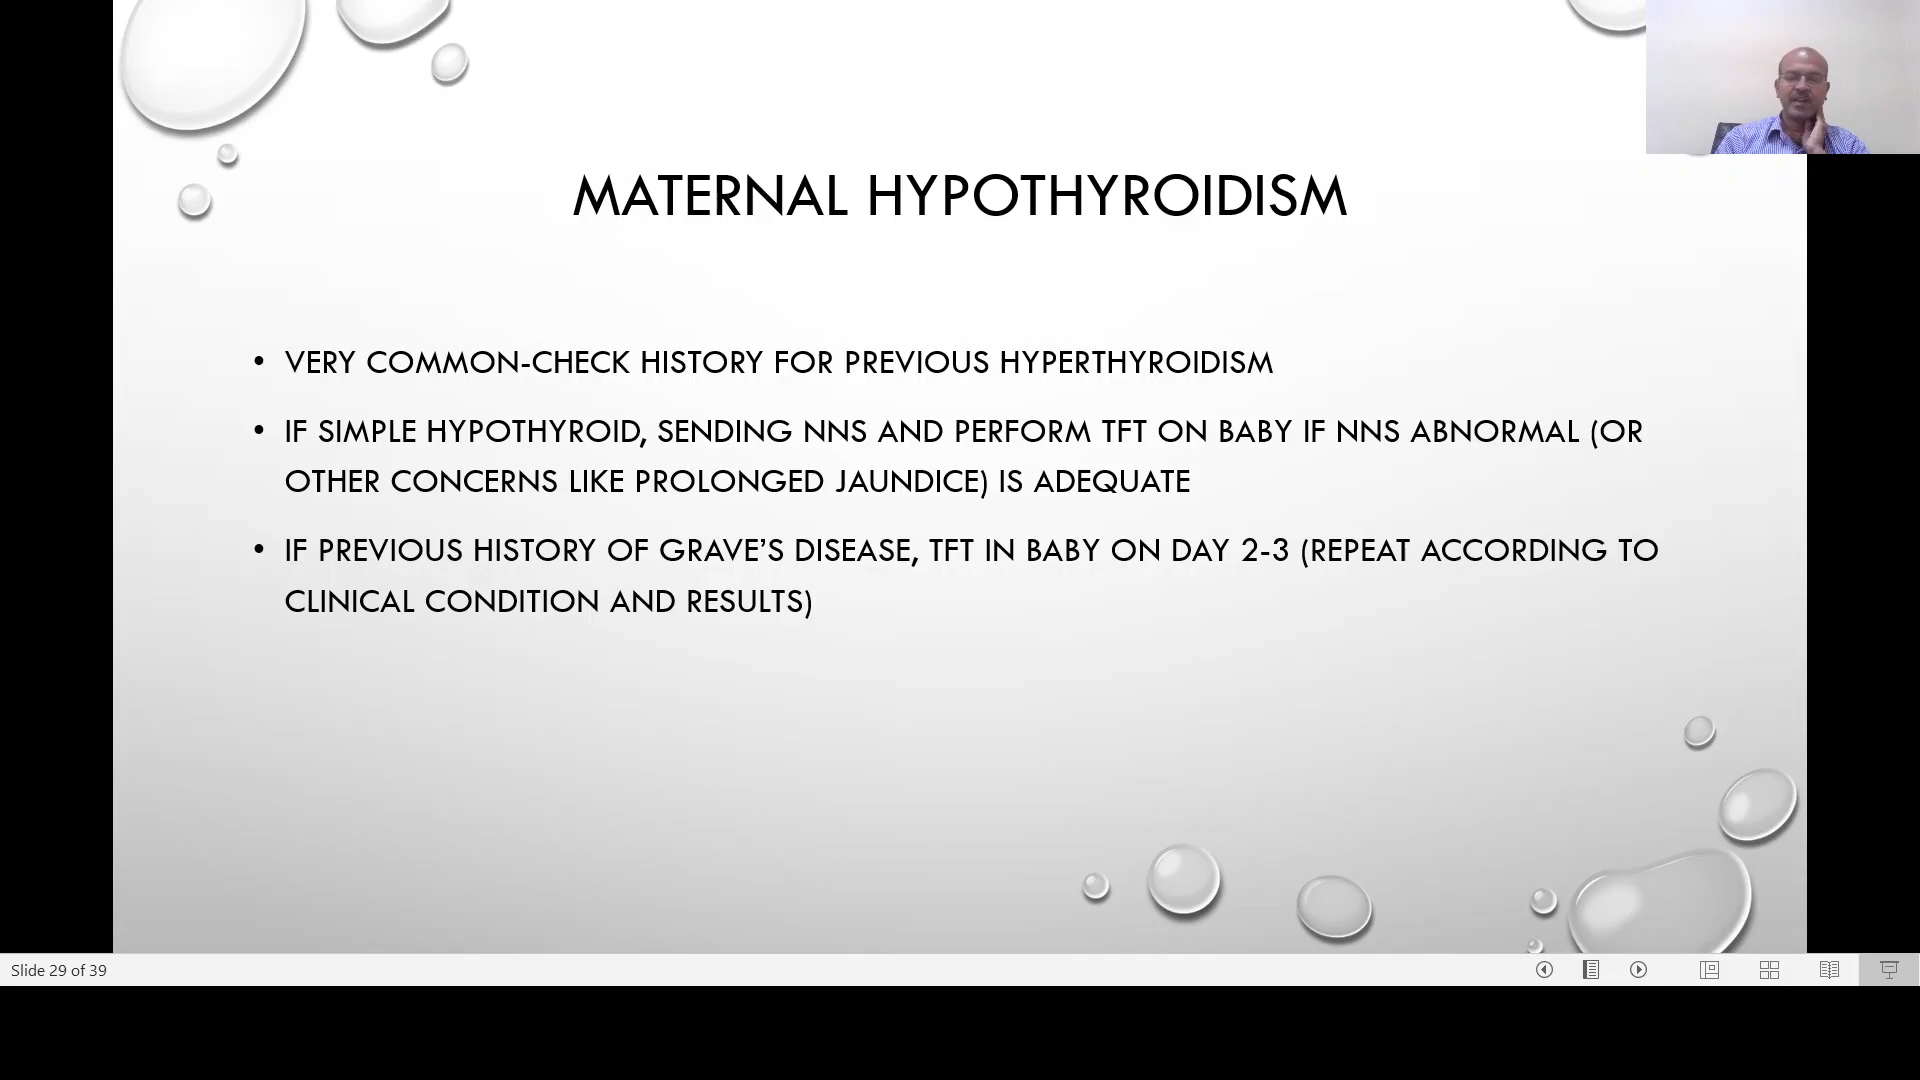 MATERNAL HYPOTHYROIDISM
• VERY COMMON-CHECK HISTORY FOR PREVIOUS HYPERTHYROIDISM
• IF SIMPLE HYPOTHYROID, SENDING NNS AND PERFORM TFT ON BABY IF NNS ABNORMAL (OR
OTHER CONCERNS LIKE PROLONGED JAUNDICE) IS ADEQUATE
• IF PREVIOUS HISTORY OF GRAVE’S DISEASE, TFT IN BABY ON DAY 2-3 (REPEAT ACCORDING TO
CLINICAL CONDITION AND RESULTS)
Slide 29 of 39